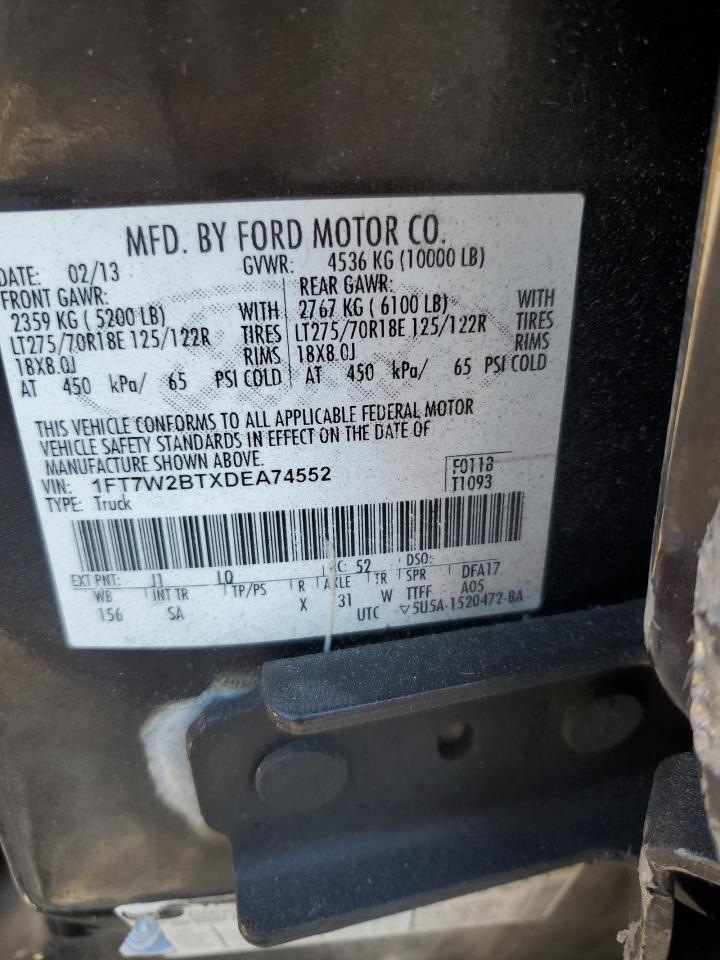 MFD. BY FORD MOTOR CO.
DATE: 02/13 GVWR: 4536 KG (10000 LB)
FRONT GAWR: REAR GAWR:
2359 KG ( 5200 LB) WITH 2767 KG ( 6100 LB) WITH
LT275/70R18E 125/122R TIRES LT275/70R18E 125/122R TIRES
18X8.0J RIMS 18X8.0J RIMS
AT 450 kPa/ 65 PSI COLD AT 450 kPa/ 65 PSI COLD
THIS VEHICLE CONFORMS TO ALL APPLICABLE FEDERAL MOTOR
VEHICLE SAFETY STANDARDS IN EFFECT ON THE DATE OF
MANUFACTURE SHOWN ABOVE.
VIN: 1FT7W2BTXDEA74552 F0118
TYPE: Truck T1093
EXT PNT: J1 LQ RC: 52 DSO:
WB INT TR TP/PS R AXLE TR SPR DFA17
156 SA X 31 W TTFF A05
UTC ▽5U5A-1520472-BA